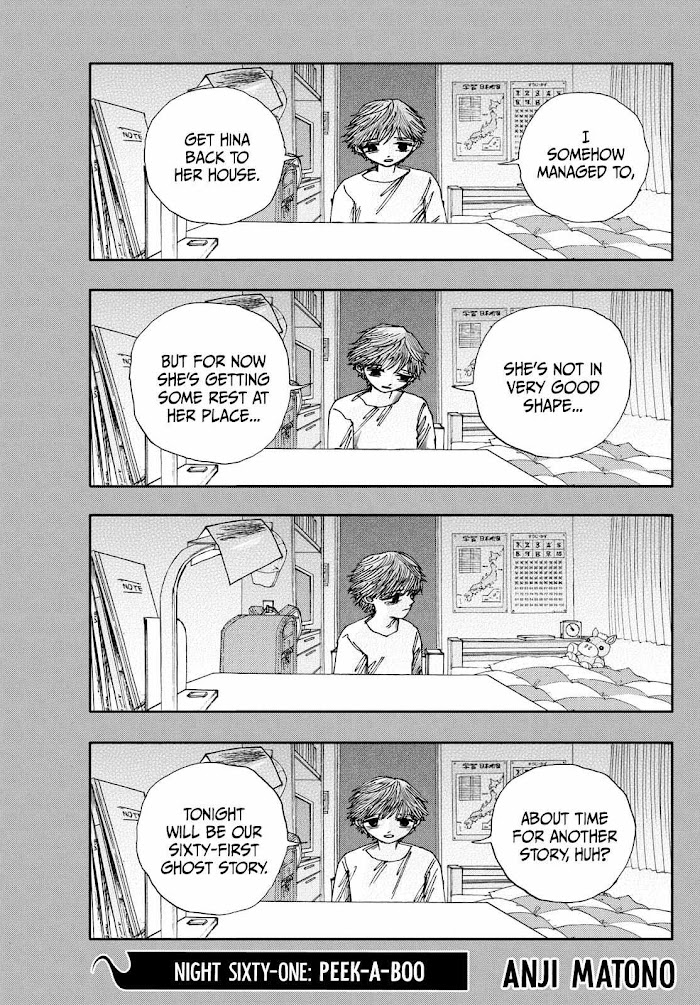 I
SOMEHOW
MANAGED TO,
GET HINA
BACK TO
HER HOUSE.
NOTE
SHE'S NOT IN
VERY GOOD
SHAPE...
BUT FOR NOW
SHE'S GETTING
SOME REST AT
HER PLACE...
NOTE
ABOUT TIME
FOR ANOTHER
STORY, HUH?
TONIGHT
WILL BE OUR
SIXTY-FIRST
GHOST STORY.
NIGHT SIXTY-ONE: PEEK-A-BOO
ANJI MATONO